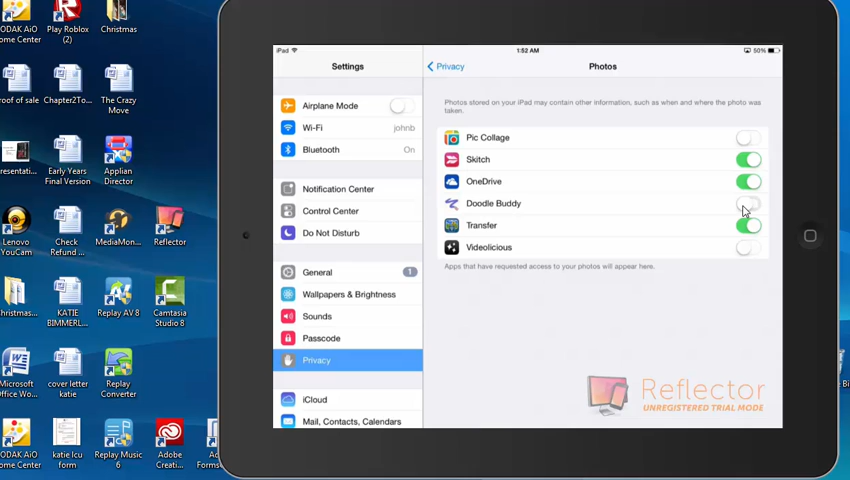 ODAK AiO
ome Center
Play Roblox
(2)
Christmas
roof of sale
Chapter2To...
The Crazy
Move
resentati...
Early Years
Final Version
Applian
Director
Lenovo
YouCam
Check
Refund ...
MediaMon...
Reflector
Christmas...
KATIE
BIMMERL...
Replay AV 8
Camtasia
Studio 8
Microsoft
Office Wo...
cover letter
katie
Replay
Converter
ODAK AiO
ome Center
katie lcu
form
Replay Music
6
Adobe
Creati...
Ad
Form
iPad
1:52 AM
50%
Settings
Privacy
Photos
Airplane Mode
Wi-Fi
johnb
Bluetooth
On
Notification Center
Control Center
Do Not Disturb
General
1
Wallpapers & Brightness
Sounds
Passcode
Privacy
iCloud
Mail, Contacts, Calendars
Photos stored on your iPad may contain other information, such as when and where the photo was
taken.
Pic Collage
Skitch
OneDrive
Doodle Buddy
Transfer
Videolicious
Apps that have requested access to your photos will appear here.
Reflector
UNREGISTERED TRIAL MODE
Bi